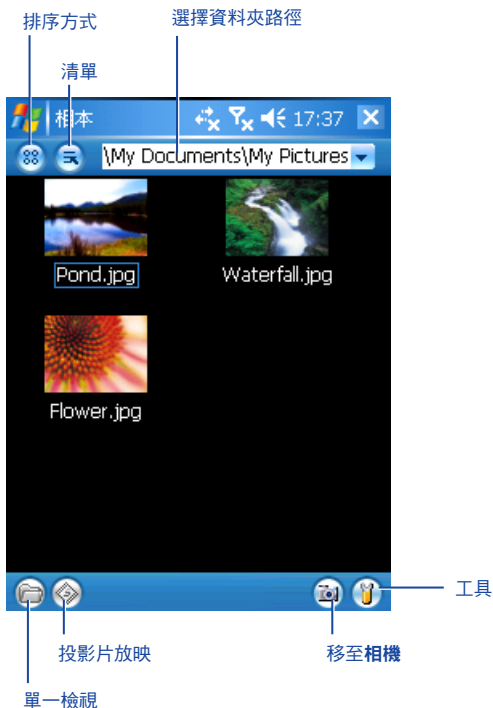 排序方式
選擇資料夾路徑
清單
相本 17:37
\My Documents\My Pictures
Pond.jpg Waterfall.jpg
Flower.jpg
工具
投影片放映 移至相機
單一檢視